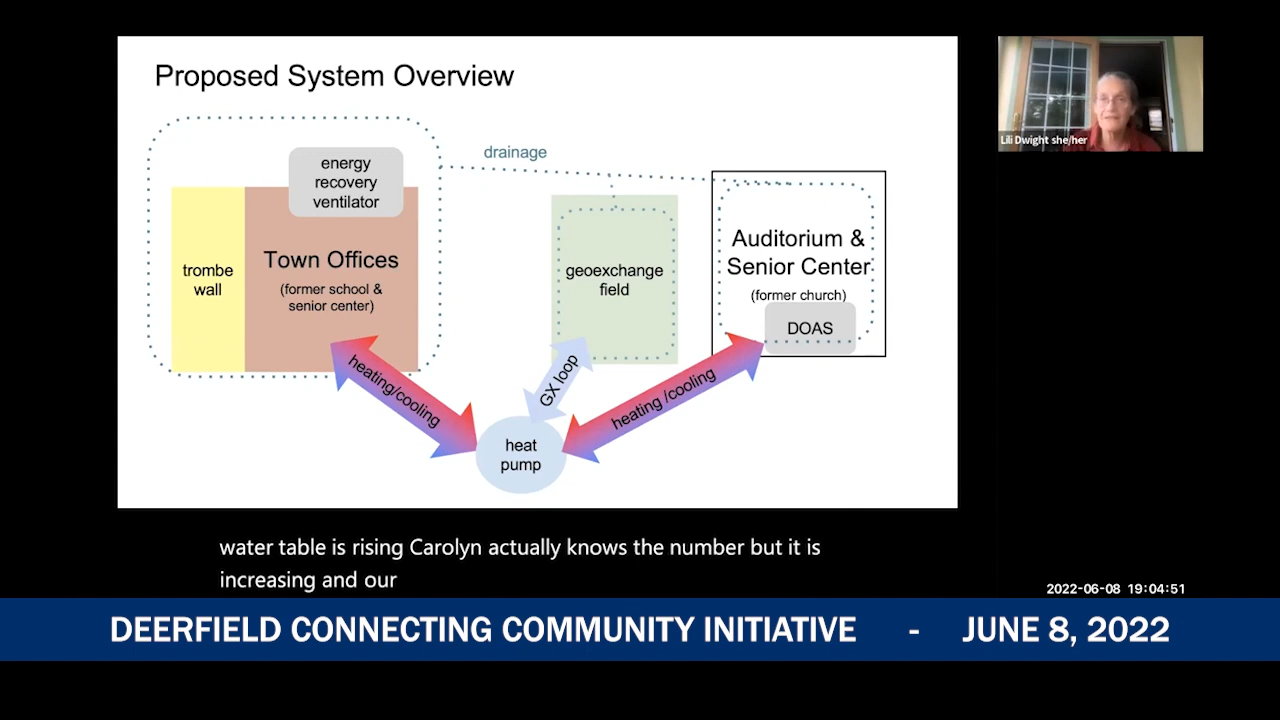 Proposed System Overview
drainage
energy
recovery
ventilator
trombe
wall
Town Offices
(former school &
senior center)
geoexchange
field
Auditorium &
Senior Center
(former church)
DOAS
heating/cooling
GX loop
heating /cooling
heat
pump
Lili Dwight she/her
water table is rising Carolyn actually knows the number but it is
increasing and our
2022-06-08 19:04:51
DEERFIELD CONNECTING COMMUNITY INITIATIVE - JUNE 8, 2022